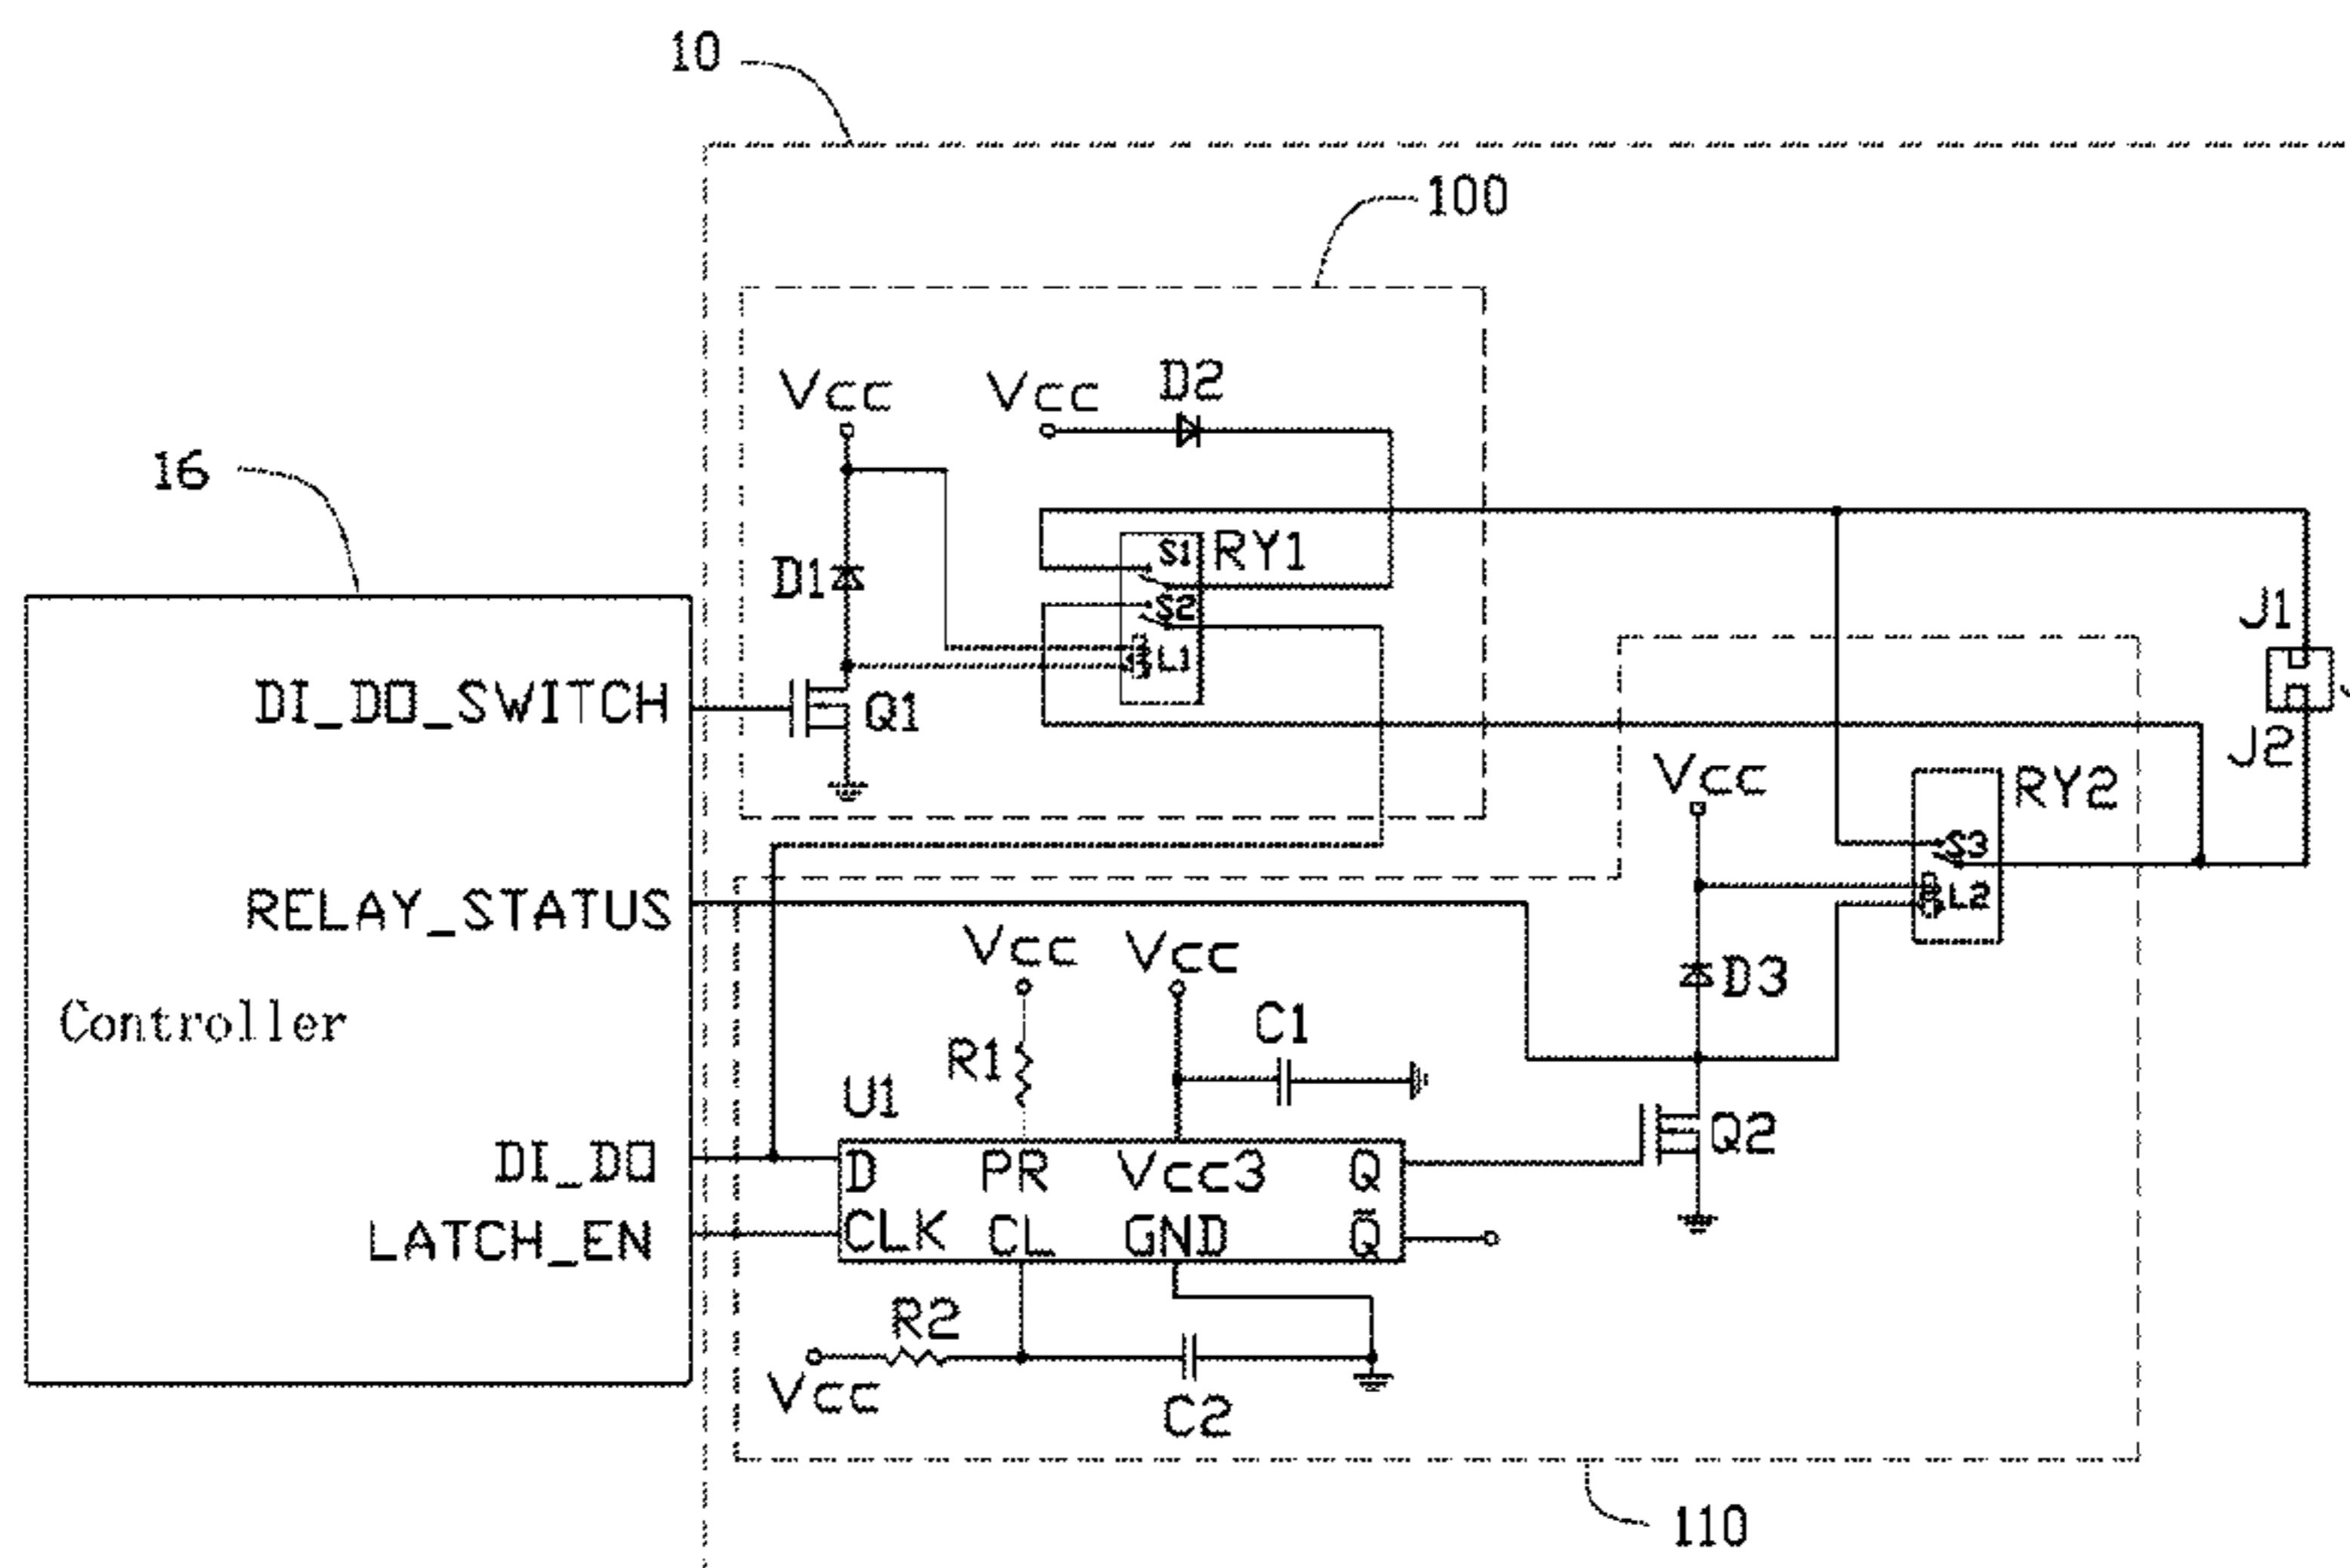 10
100
Vcc
Vcc
D2
16
S1
RY1
D1
S2
J1
L1
DI_DO_SWITCH
Q1
J2
Vcc
RY2
S3
RELAY_STATUS
L2
Vcc
Vcc
D3
Controller
C1
R1
U1
Q2
DI_DO
D
PR
Vcc3
Q
LATCH_EN
CLK
CL
GND
Q̅
R2
Vcc
C2
110